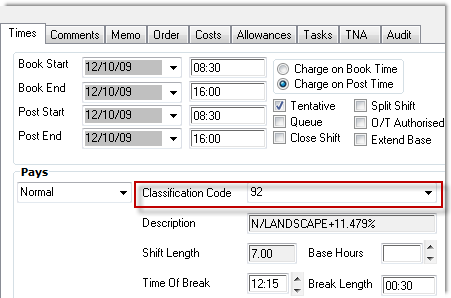 Times Comments Memo Order Costs Allowances Tasks TNA Audit
Book Start 12/10/09 08:30 Charge on Book Time
Book End 12/10/09 16:00 Charge on Post Time
Post Start 12/10/09 08:30 Tentative Split Shift
Queue O/T Authorised
Post End 12/10/09 16:00 Close Shift Extend Base
Pays
Normal Classification Code 92
Description N/LANDSCAPE+11.479%
Shift Length 7.00 Base Hours
Time Of Break 12:15 Break Length 00:30